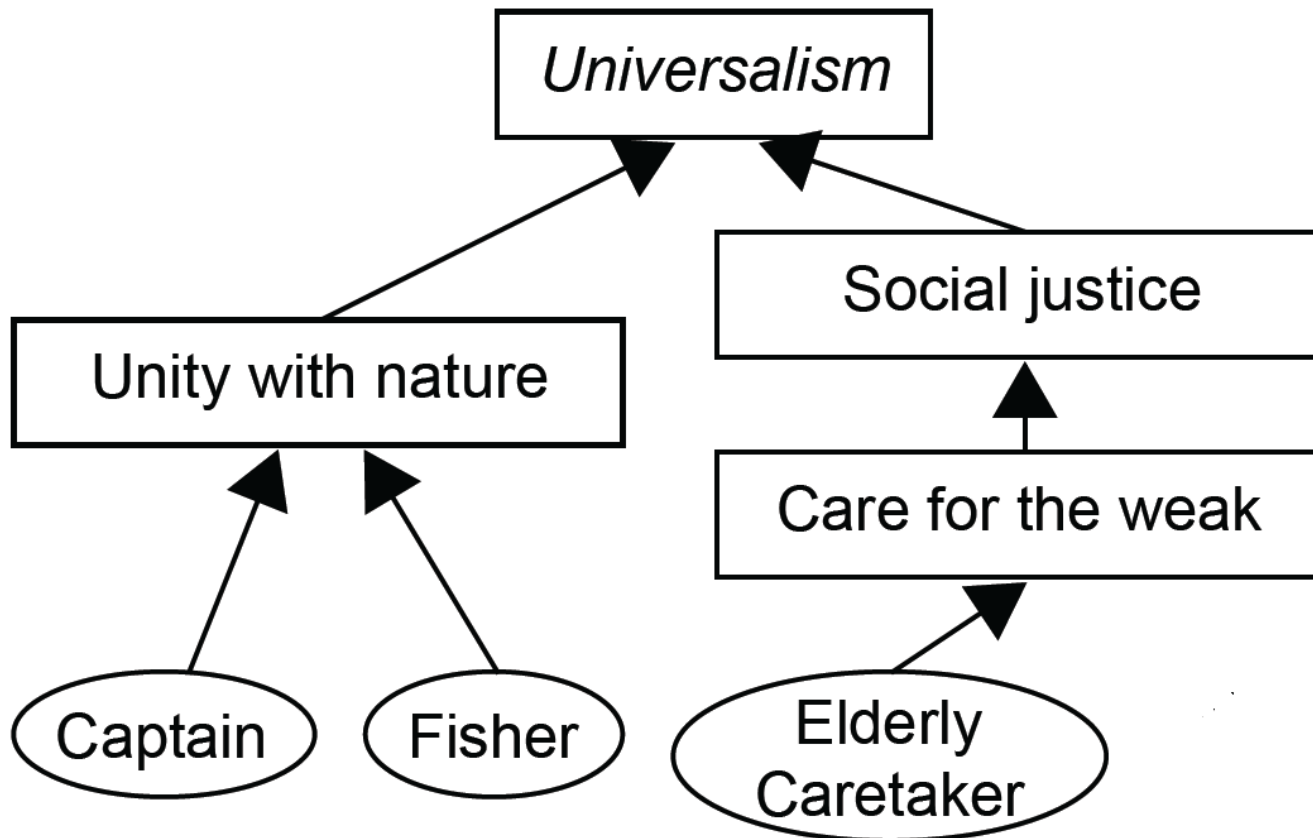 Universalism
Social justice
Unity with nature
Care for the weak
Captain
Fisher
Elderly
Caretaker